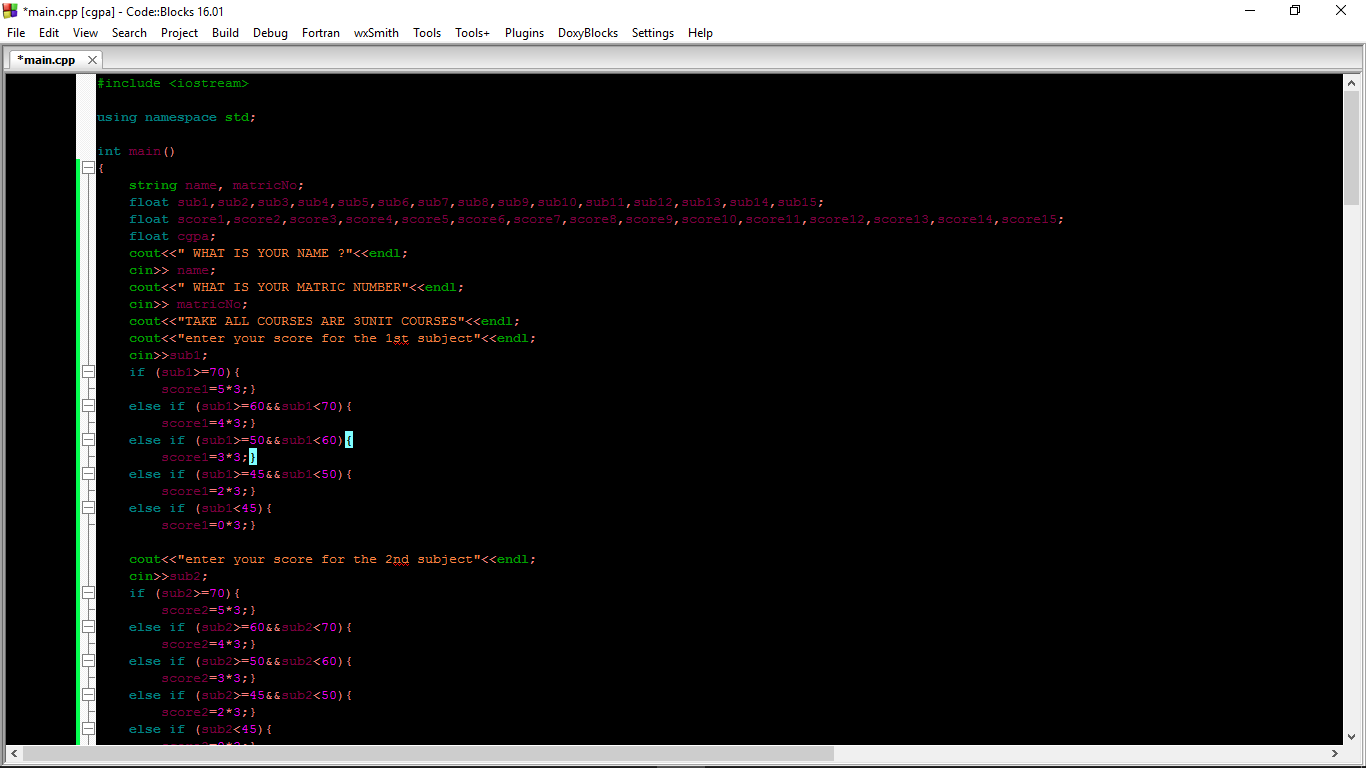 *main.cpp [cgpa] - Code::Blocks 16.01
File Edit View Search Project Build Debug Fortran wxSmith Tools Tools+ Plugins DoxyBlocks Settings Help
*main.cpp
#include <iostream>
using namespace std;
int main()
{
string name, matricNo;
float sub1,sub2,sub3,sub4,sub5,sub6,sub7,sub8,sub9,sub10,sub11,sub12,sub13,sub14,sub15;
float score1,score2,score3,score4,score5,score6,score7,score8,score9,score10,score11,score12,score13,score14,score15;
float cgpa;
cout<<" WHAT IS YOUR NAME ?"<<endl;
cin>> name;
cout<<" WHAT IS YOUR MATRIC NUMBER"<<endl;
cin>> matricNo;
cout<<"TAKE ALL COURSES ARE 3UNIT COURSES"<<endl;
cout<<"enter your score for the 1st subject"<<endl;
cin>>sub1;
if (sub1>=70){
score1=5*3;}
else if (sub1>=60&&sub1<70){
score1=4*3;}
else if (sub1>=50&&sub1<60){
score1=3*3;}
else if (sub1>=45&&sub1<50){
score1=2*3;}
else if (sub1<45){
score1=0*3;}
cout<<"enter your score for the 2nd subject"<<endl;
cin>>sub2;
if (sub2>=70){
score2=5*3;}
else if (sub2>=60&&sub2<70){
score2=4*3;}
else if (sub2>=50&&sub2<60){
score2=3*3;}
else if (sub2>=45&&sub2<50){
score2=2*3;}
else if (sub2<45){